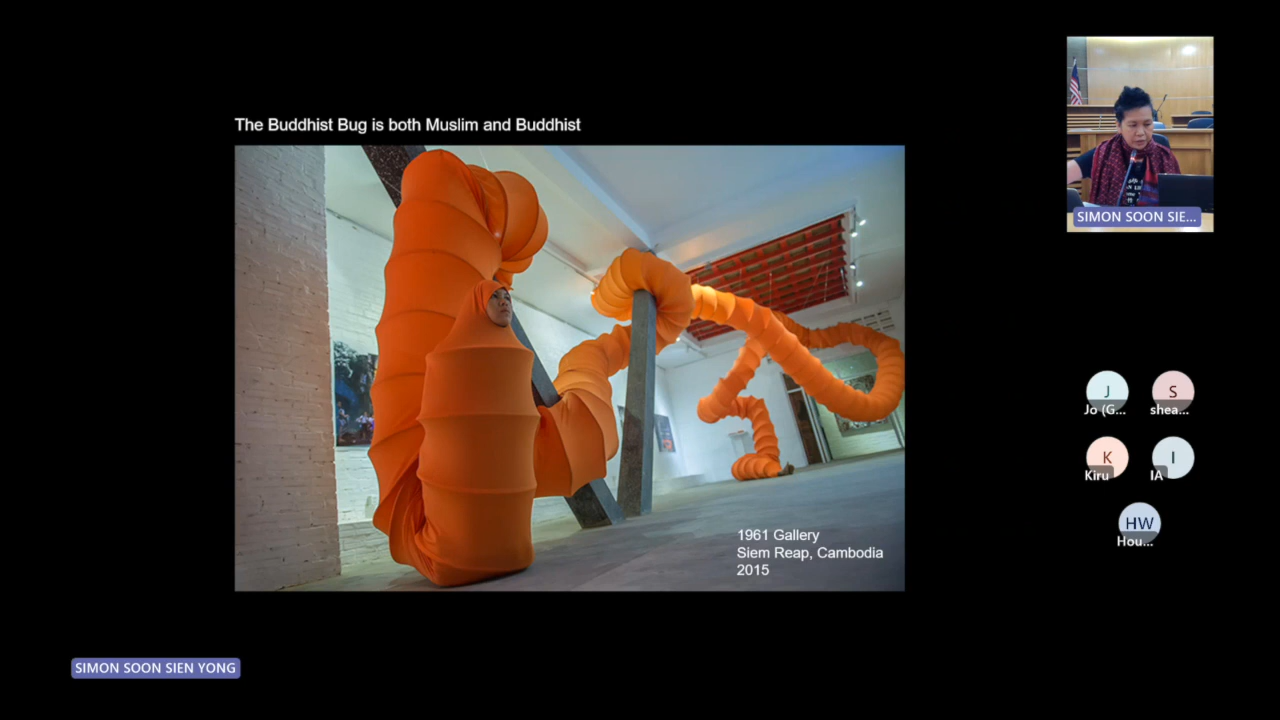 The Buddhist Bug is both Muslim and Buddhist
1961 Gallery
Siem Reap, Cambodia
2015
SIMON SOON SIE...
J
Jo (G...
S
shea...
K
Kiru
I
IA
HW
Hou...
SIMON SOON SIEN YONG